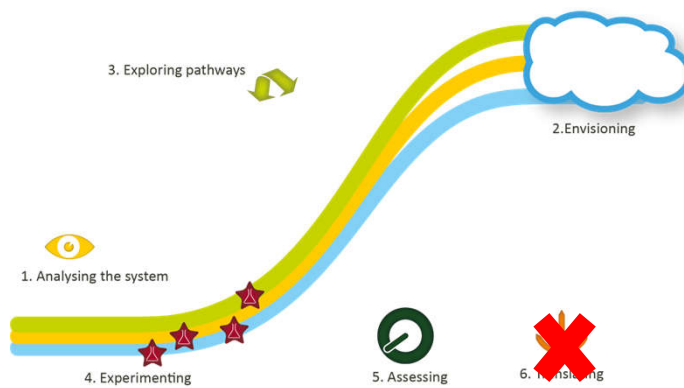 3. Exploring pathways
2.Envisioning
1. Analysing the system
4. Experimenting
5. Assessing
6.